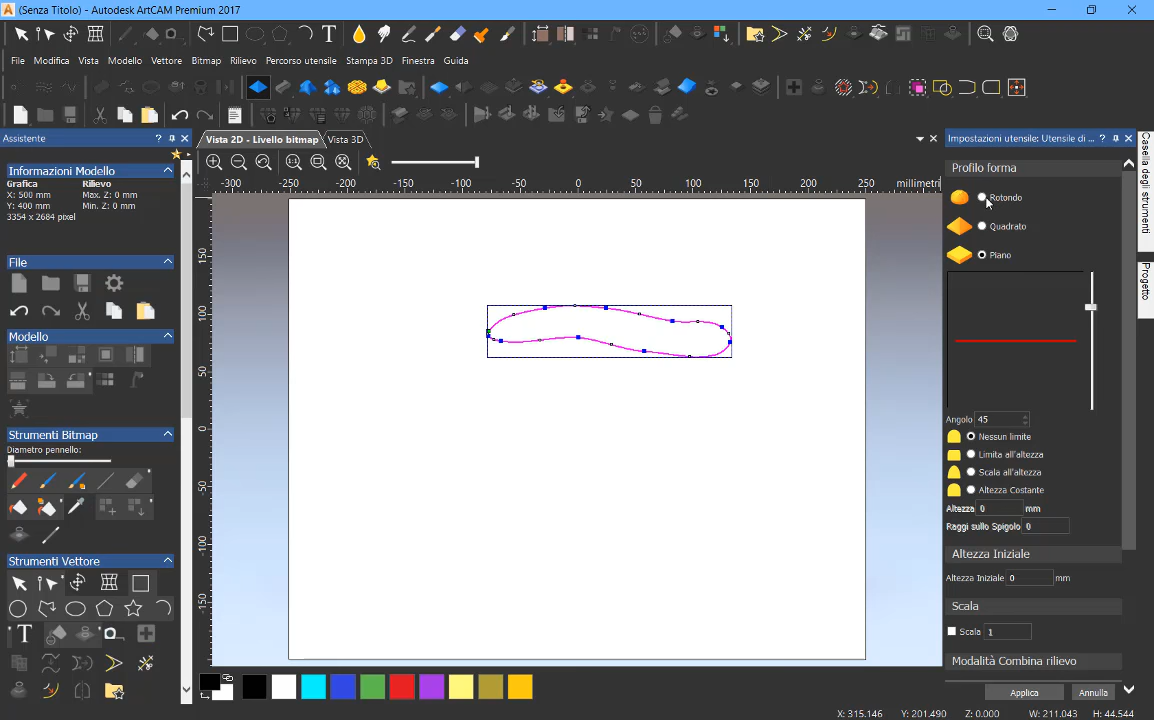 (Senza Titolo) - Autodesk ArtCAM Premium 2017
File Modifica Vista Modello Vettore Bitmap Rilievo Percorso utensile Stampa 3D Finestra Guida
Assistente
Vista 2D - Livello bitmap Vista 3D
Impostazioni utensile: Utensile di ...
Informazioni Modello
Grafica Rilievo
X: 500 mm Max. Z: 0 mm
Y: 400 mm Min. Z: 0 mm
3354 x 2684 pixel
File
Modello
Strumenti Bitmap
Diametro pennello:
Strumenti Vettore
-300 -250 -200 -150 -100 -50 0 50 100 150 200 250 millimetri
150
100
50
0
-50
-100
-150
Profilo forma
Rotondo
Quadrato
Piano
Angolo 45
Nessun limite
Limita all'altezza
Scala all'altezza
Altezza Costante
Altezza 0 mm
Raggi sullo Spigolo 0
Altezza Iniziale
Altezza Iniziale 0 mm
Scala
Scala 1
Modalità Combina rilievo
Applica Annulla
Casella degli strumenti
Progetto
X: 315.146 Y: 201.490 Z: 0.000 W: 211.043 H: 44.544